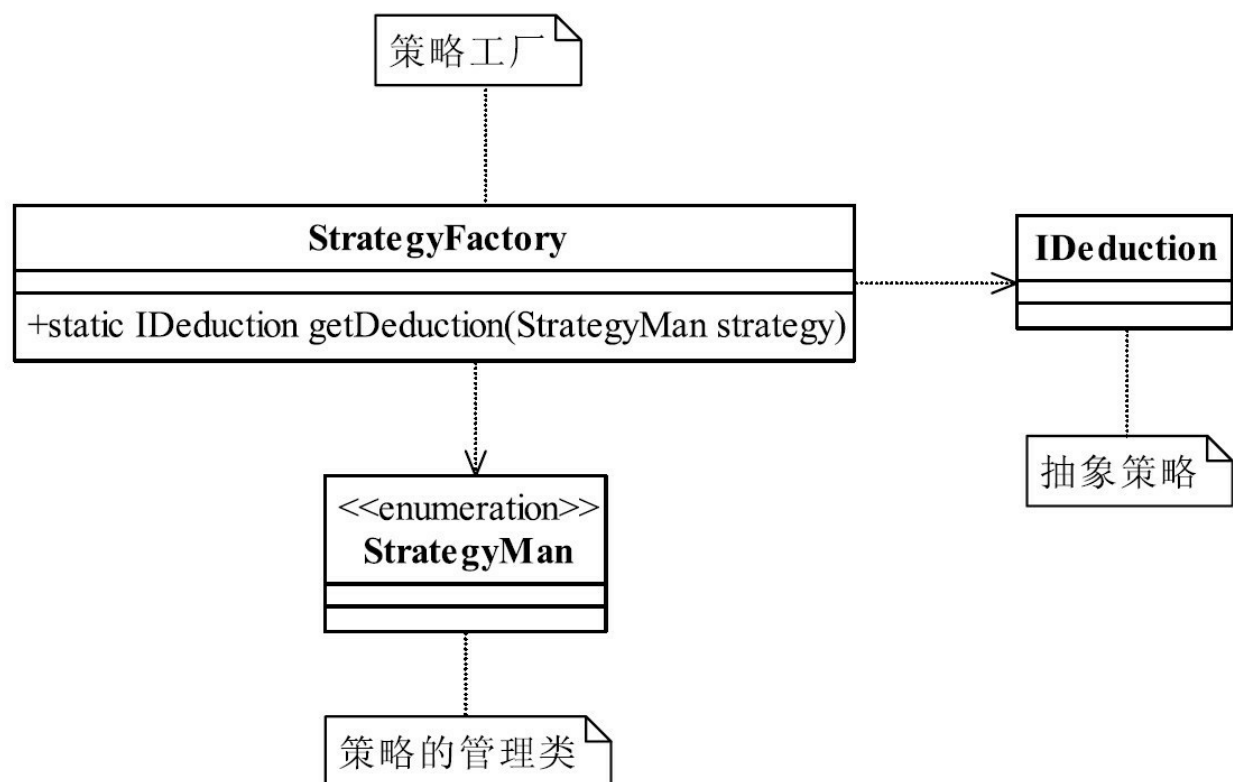 策略工厂
StrategyFactory
IDeduction
+static IDeduction getDeduction(StrategyMan strategy)
抽象策略
<<enumeration>>
StrategyMan
策略的管理类